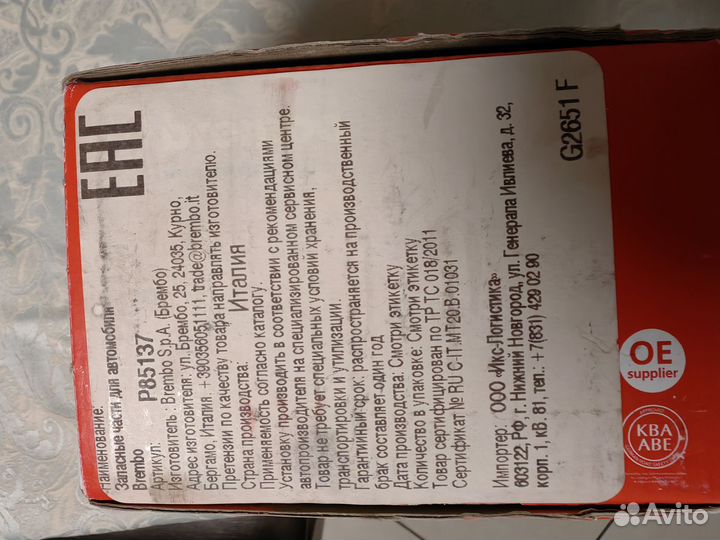 ЕАС
Наименование:
Запасные части для автомобили
Brembo
Артикул: P85137
Изготовитель : Brembo S.p.A. (Брембо)
Адрес изготовителя: ул., Брембо, 25, 24035, Курно,
Бергамо, Италия. +390356051111, trade@brembo.it
Претензии по качеству товара направлять изготовителю.
Страна производства: Италия
Применяемость согласно каталогу.
Установку производить в соответствии с рекомендациями
автопроизводителя на специализированном сервисном центре.
Товар не требует специальных условий хранения,
транспортировки и утилизации.
Гарантийный срок, распространяется на производственный
брак составляет один год
Дата производства: Смотри этикетку
Количество в упаковке: Смотри этикетку
Товар сертифицирован по ТР ТС 018/2011
Сертификат № RU C-IT.MT20.B.01031
Импортер: ООО «Икс-Логистика»
603122, РФ, г. Нижний Новгород, ул. Генерала Ивлиева, д. 32,
корп. 1, кв. 81, тел.: +7(831) 429 02 90
G2651 F
OE
supplier
KBA
ABE
Avito